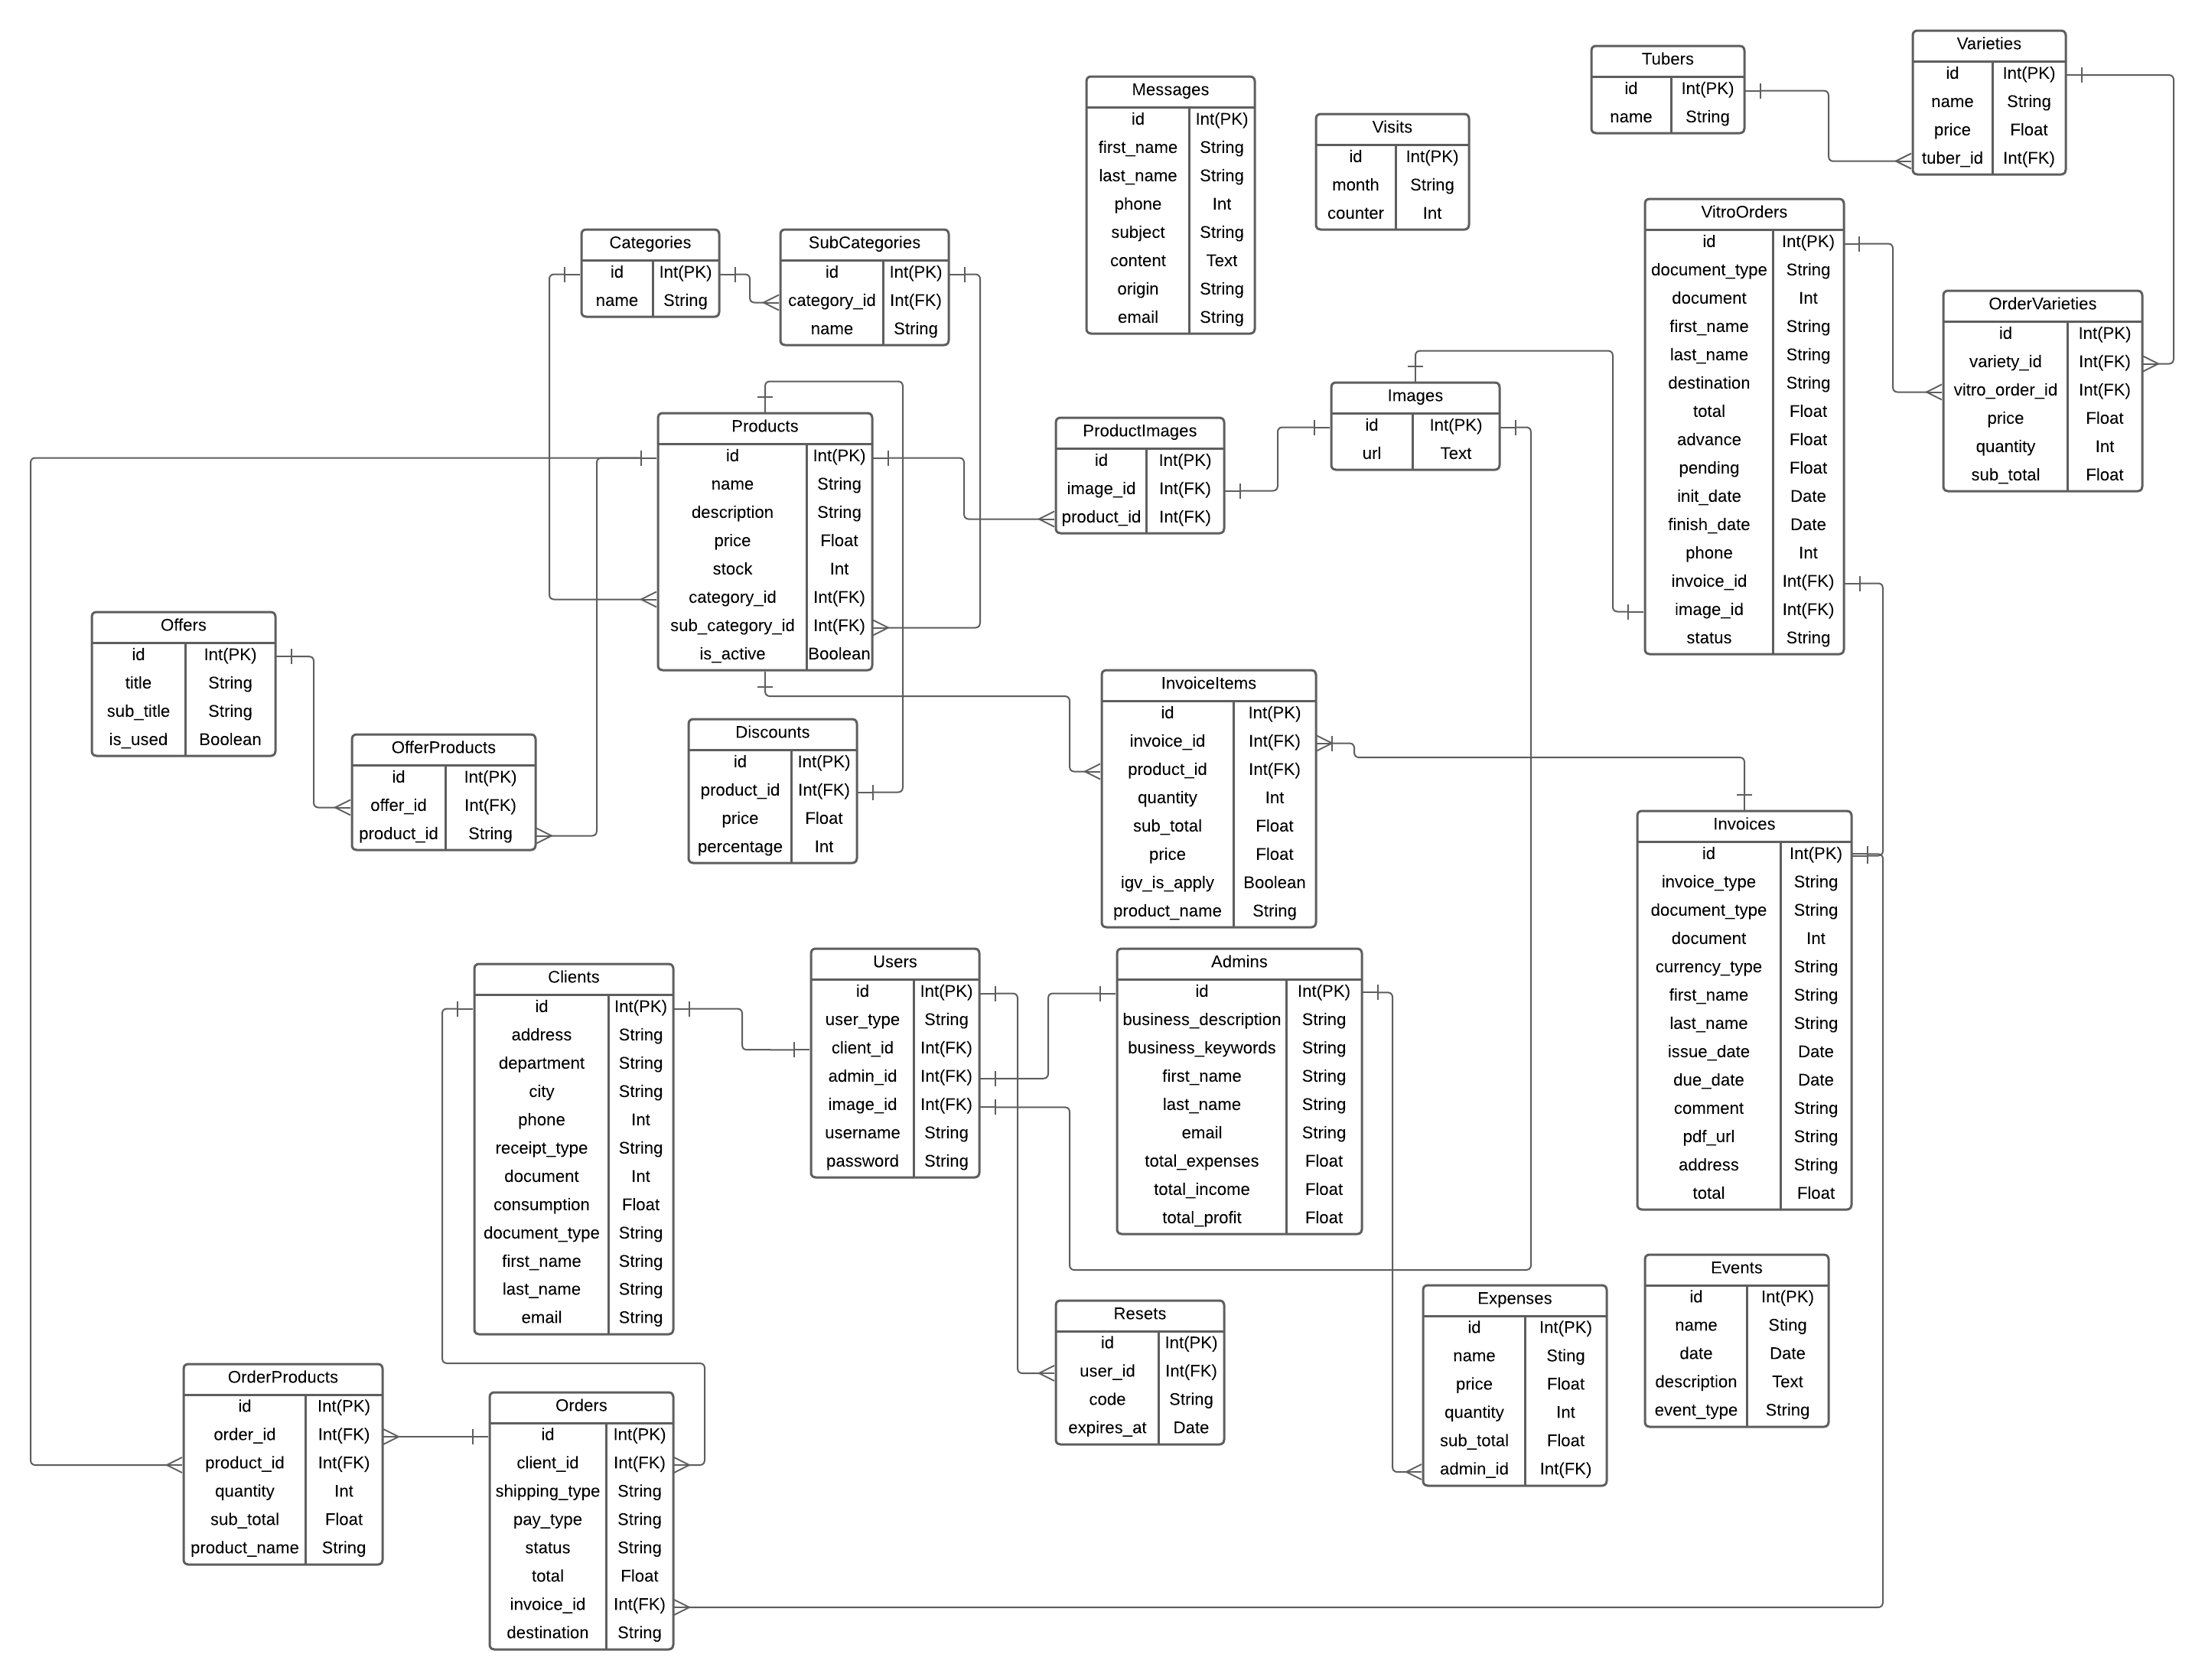 Tubers
id Int(PK)
name String
Varieties
id Int(PK)
name String
price Float
tuber_id Int(FK)
Messages
id Int(PK)
first_name String
last_name String
phone Int
subject String
content Text
origin String
email String
Visits
id Int(PK)
month String
counter Int
VitroOrders
id Int(PK)
document_type String
document Int
first_name String
last_name String
destination String
total Float
advance Float
pending Float
init_date Date
finish_date Date
phone Int
invoice_id Int(FK)
image_id Int(FK)
status String
OrderVarieties
id Int(PK)
variety_id Int(FK)
vitro_order_id Int(FK)
price Float
quantity Int
sub_total Float
Categories
id Int(PK)
name String
SubCategories
id Int(PK)
category_id Int(FK)
name String
Products
id Int(PK)
name String
description String
price Float
stock Int
category_id Int(FK)
sub_category_id Int(FK)
is_active Boolean
ProductImages
id Int(PK)
image_id Int(FK)
product_id Int(FK)
Images
id Int(PK)
url Text
Offers
id Int(PK)
title String
sub_title String
is_used Boolean
OfferProducts
id Int(PK)
offer_id Int(FK)
product_id String
Discounts
id Int(PK)
product_id Int(FK)
price Float
percentage Int
InvoiceItems
id Int(PK)
invoice_id Int(FK)
product_id Int(FK)
quantity Int
sub_total Float
price Float
igv_is_apply Boolean
product_name String
Invoices
id Int(PK)
invoice_type String
document_type String
document Int
currency_type String
first_name String
last_name String
issue_date Date
due_date Date
comment String
pdf_url String
address String
total Float
Clients
id Int(PK)
address String
department String
city String
phone Int
receipt_type String
document Int
consumption Float
document_type String
first_name String
last_name String
email String
Users
id Int(PK)
user_type String
client_id Int(FK)
admin_id Int(FK)
image_id Int(FK)
username String
password String
Admins
id Int(PK)
business_description String
business_keywords String
first_name String
last_name String
email String
total_expenses Float
total_income Float
total_profit Float
Resets
id Int(PK)
user_id Int(FK)
code String
expires_at Date
Expenses
id Int(PK)
name Sting
price Float
quantity Int
sub_total Float
admin_id Int(FK)
Events
id Int(PK)
name Sting
date Date
description Text
event_type String
OrderProducts
id Int(PK)
order_id Int(FK)
product_id Int(FK)
quantity Int
sub_total Float
product_name String
Orders
id Int(PK)
client_id Int(FK)
shipping_type String
pay_type String
status String
total Float
invoice_id Int(FK)
destination String